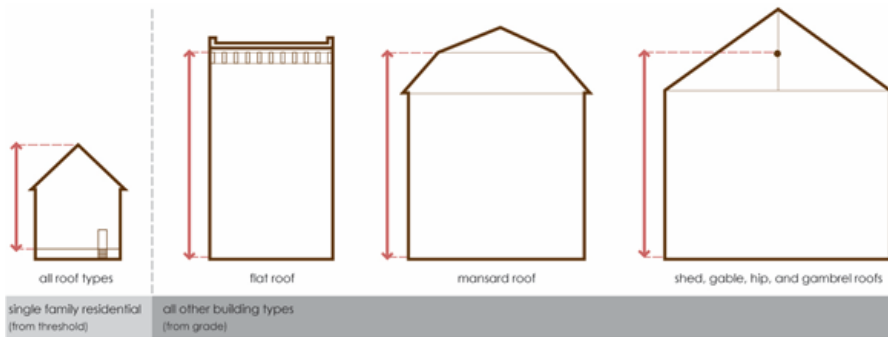 all roof types
flat roof
mansard roof
shed, gable, hip, and gambrel roofs
single family residential
(from threshold)
all other building types
(from grade)